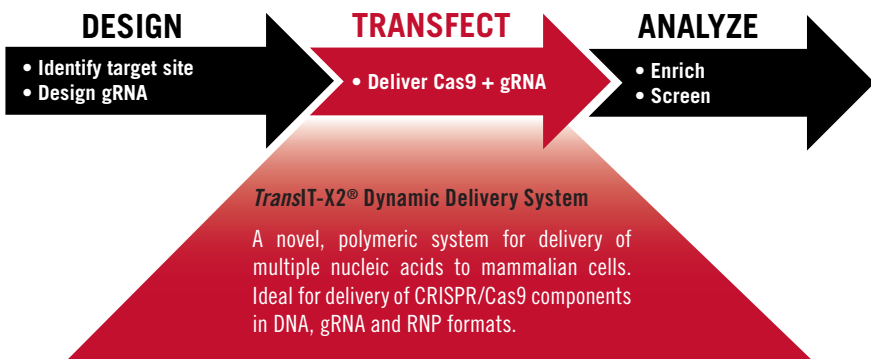 DESIGN
TRANSFECT
ANALYZE
• Identify target site
• Design gRNA
• Deliver Cas9 + gRNA
• Enrich
• Screen
TransIT-X2® Dynamic Delivery System
A novel, polymeric system for delivery of
multiple nucleic acids to mammalian cells.
Ideal for delivery of CRISPR/Cas9 components
in DNA, gRNA and RNP formats.